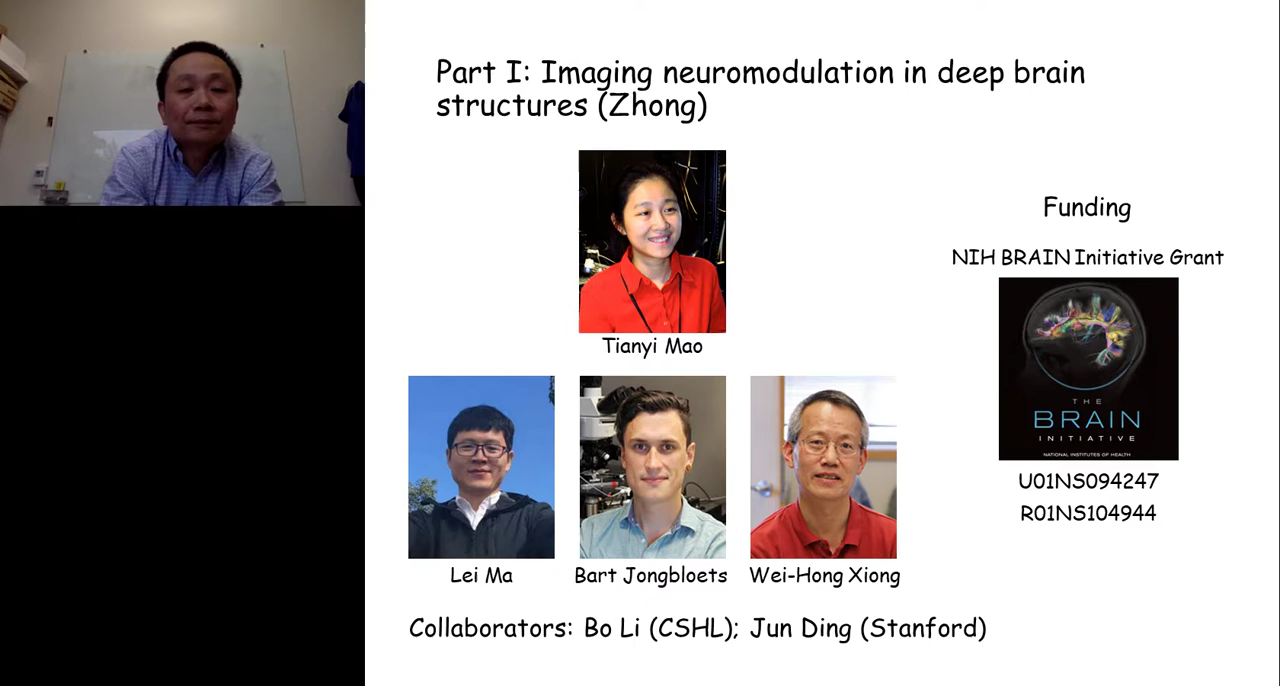 Part I: Imaging neuromodulation in deep brain
structures (Zhong)
Tianyi Mao
Lei Ma
Bart Jongbloets
Wei-Hong Xiong
Collaborators: Bo Li (CSHL); Jun Ding (Stanford)
Funding
NIH BRAIN Initiative Grant
THE
BRAIN
INITIATIVE
NATIONAL INSTITUTES OF HEALTH
U01NS094247
R01NS104944